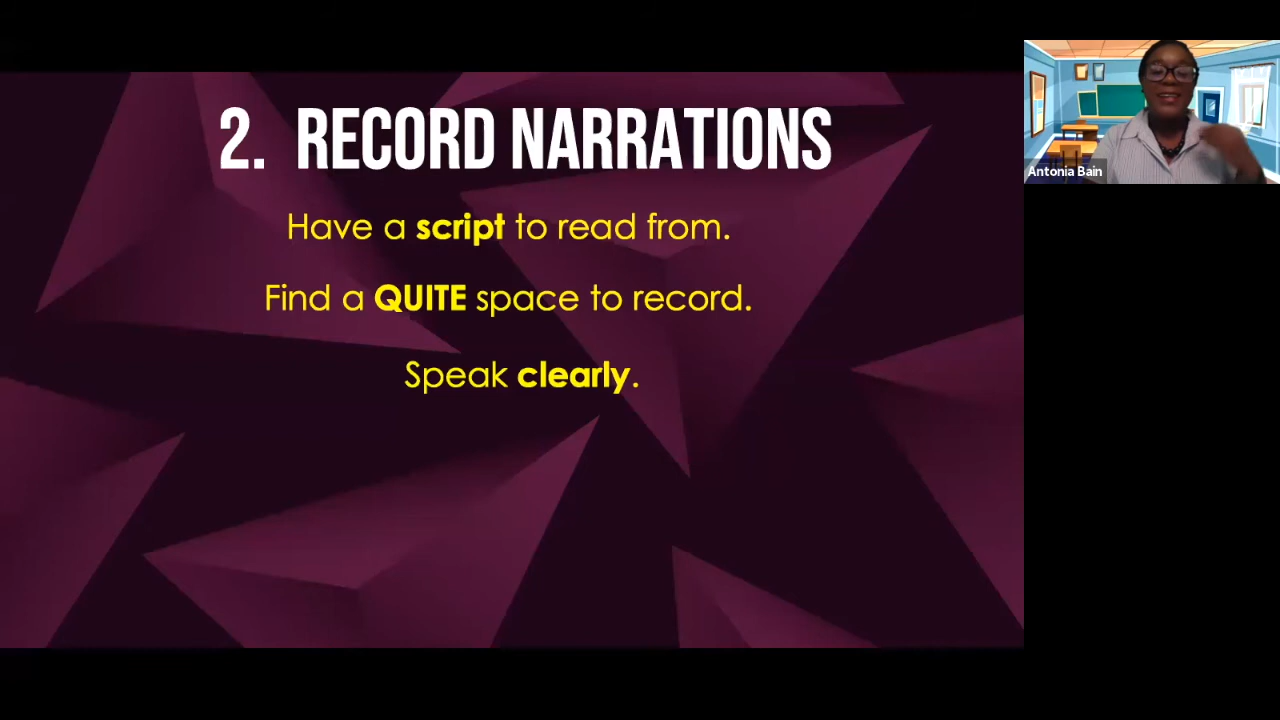 2. RECORD NARRATIONS
Have a script to read from.
Find a QUITE space to record.
Speak clearly.
Antonia Bain